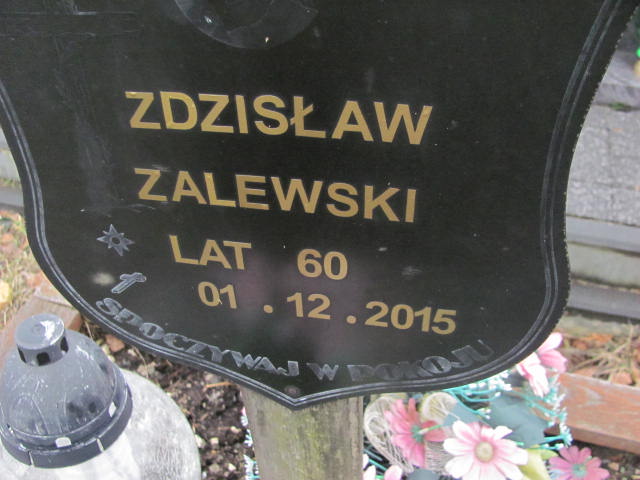 ZDZISŁAW
ZALEWSKI
LAT 60
01.12.2015
SPOCZYWAJ W POKOJU